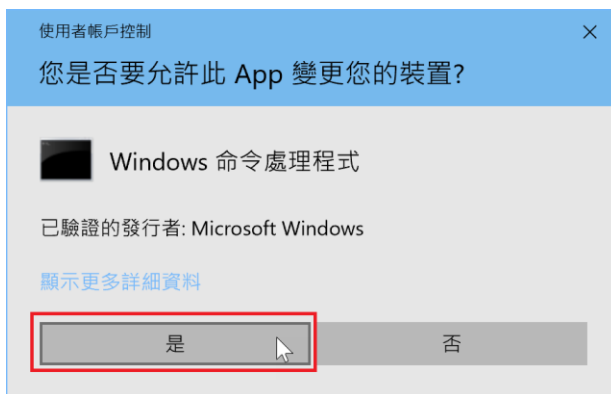 使用者帳戶控制
您是否要允許此 App 變更您的裝置?
Windows 命令處理程式
已驗證的發行者: Microsoft Windows
顯示更多詳細資料
是
否